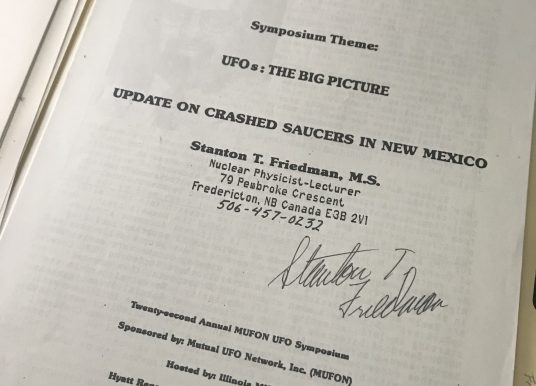 Symposium Theme:
UFOs: THE BIG PICTURE
UPDATE ON CRASHED SAUCERS IN NEW MEXICO
Stanton T. Friedman, M.S.
Nuclear Physicist-Lecturer
79 Pembroke Crescent
Fredericton, NB Canada E3B 2V1
506-457-0232
Stanton T
Friedman
Twenty-second Annual MUFON UFO Symposium
Sponsored by: Mutual UFO Network, Inc. (MUFON)
Hosted by: Illinois
Hyatt